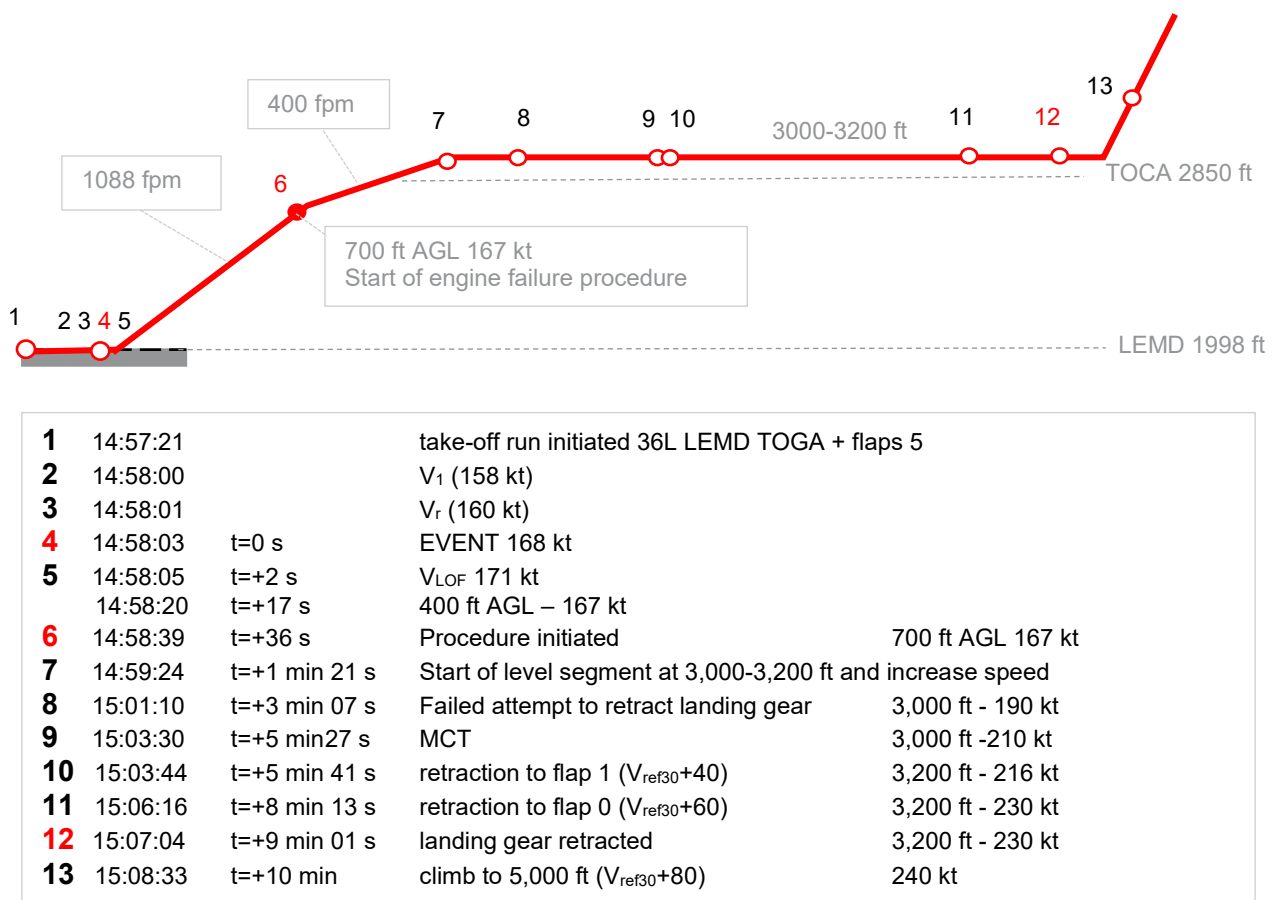 13
400 fpm
7
8
9 10
3000-3200 ft
11
12
1088 fpm
6
TOCA 2850 ft
700 ft AGL 167 kt
Start of engine failure procedure
1
2 3 4 5
LEMD 1998 ft
1 14:57:21 take-off run initiated 36L LEMD TOGA + flaps 5
2 14:58:00 V1 (158 kt)
3 14:58:01 Vr (160 kt)
4 14:58:03 t=0 s EVENT 168 kt
5 14:58:05 t=+2 s VLOF 171 kt
14:58:20 t=+17 s 400 ft AGL – 167 kt
6 14:58:39 t=+36 s Procedure initiated 700 ft AGL 167 kt
7 14:59:24 t=+1 min 21 s Start of level segment at 3,000-3,200 ft and increase speed
8 15:01:10 t=+3 min 07 s Failed attempt to retract landing gear 3,000 ft - 190 kt
9 15:03:30 t=+5 min27 s MCT 3,000 ft -210 kt
10 15:03:44 t=+5 min 41 s retraction to flap 1 (Vref30+40) 3,200 ft - 216 kt
11 15:06:16 t=+8 min 13 s retraction to flap 0 (Vref30+60) 3,200 ft - 230 kt
12 15:07:04 t=+9 min 01 s landing gear retracted 3,200 ft - 230 kt
13 15:08:33 t=+10 min climb to 5,000 ft (Vref30+80) 240 kt